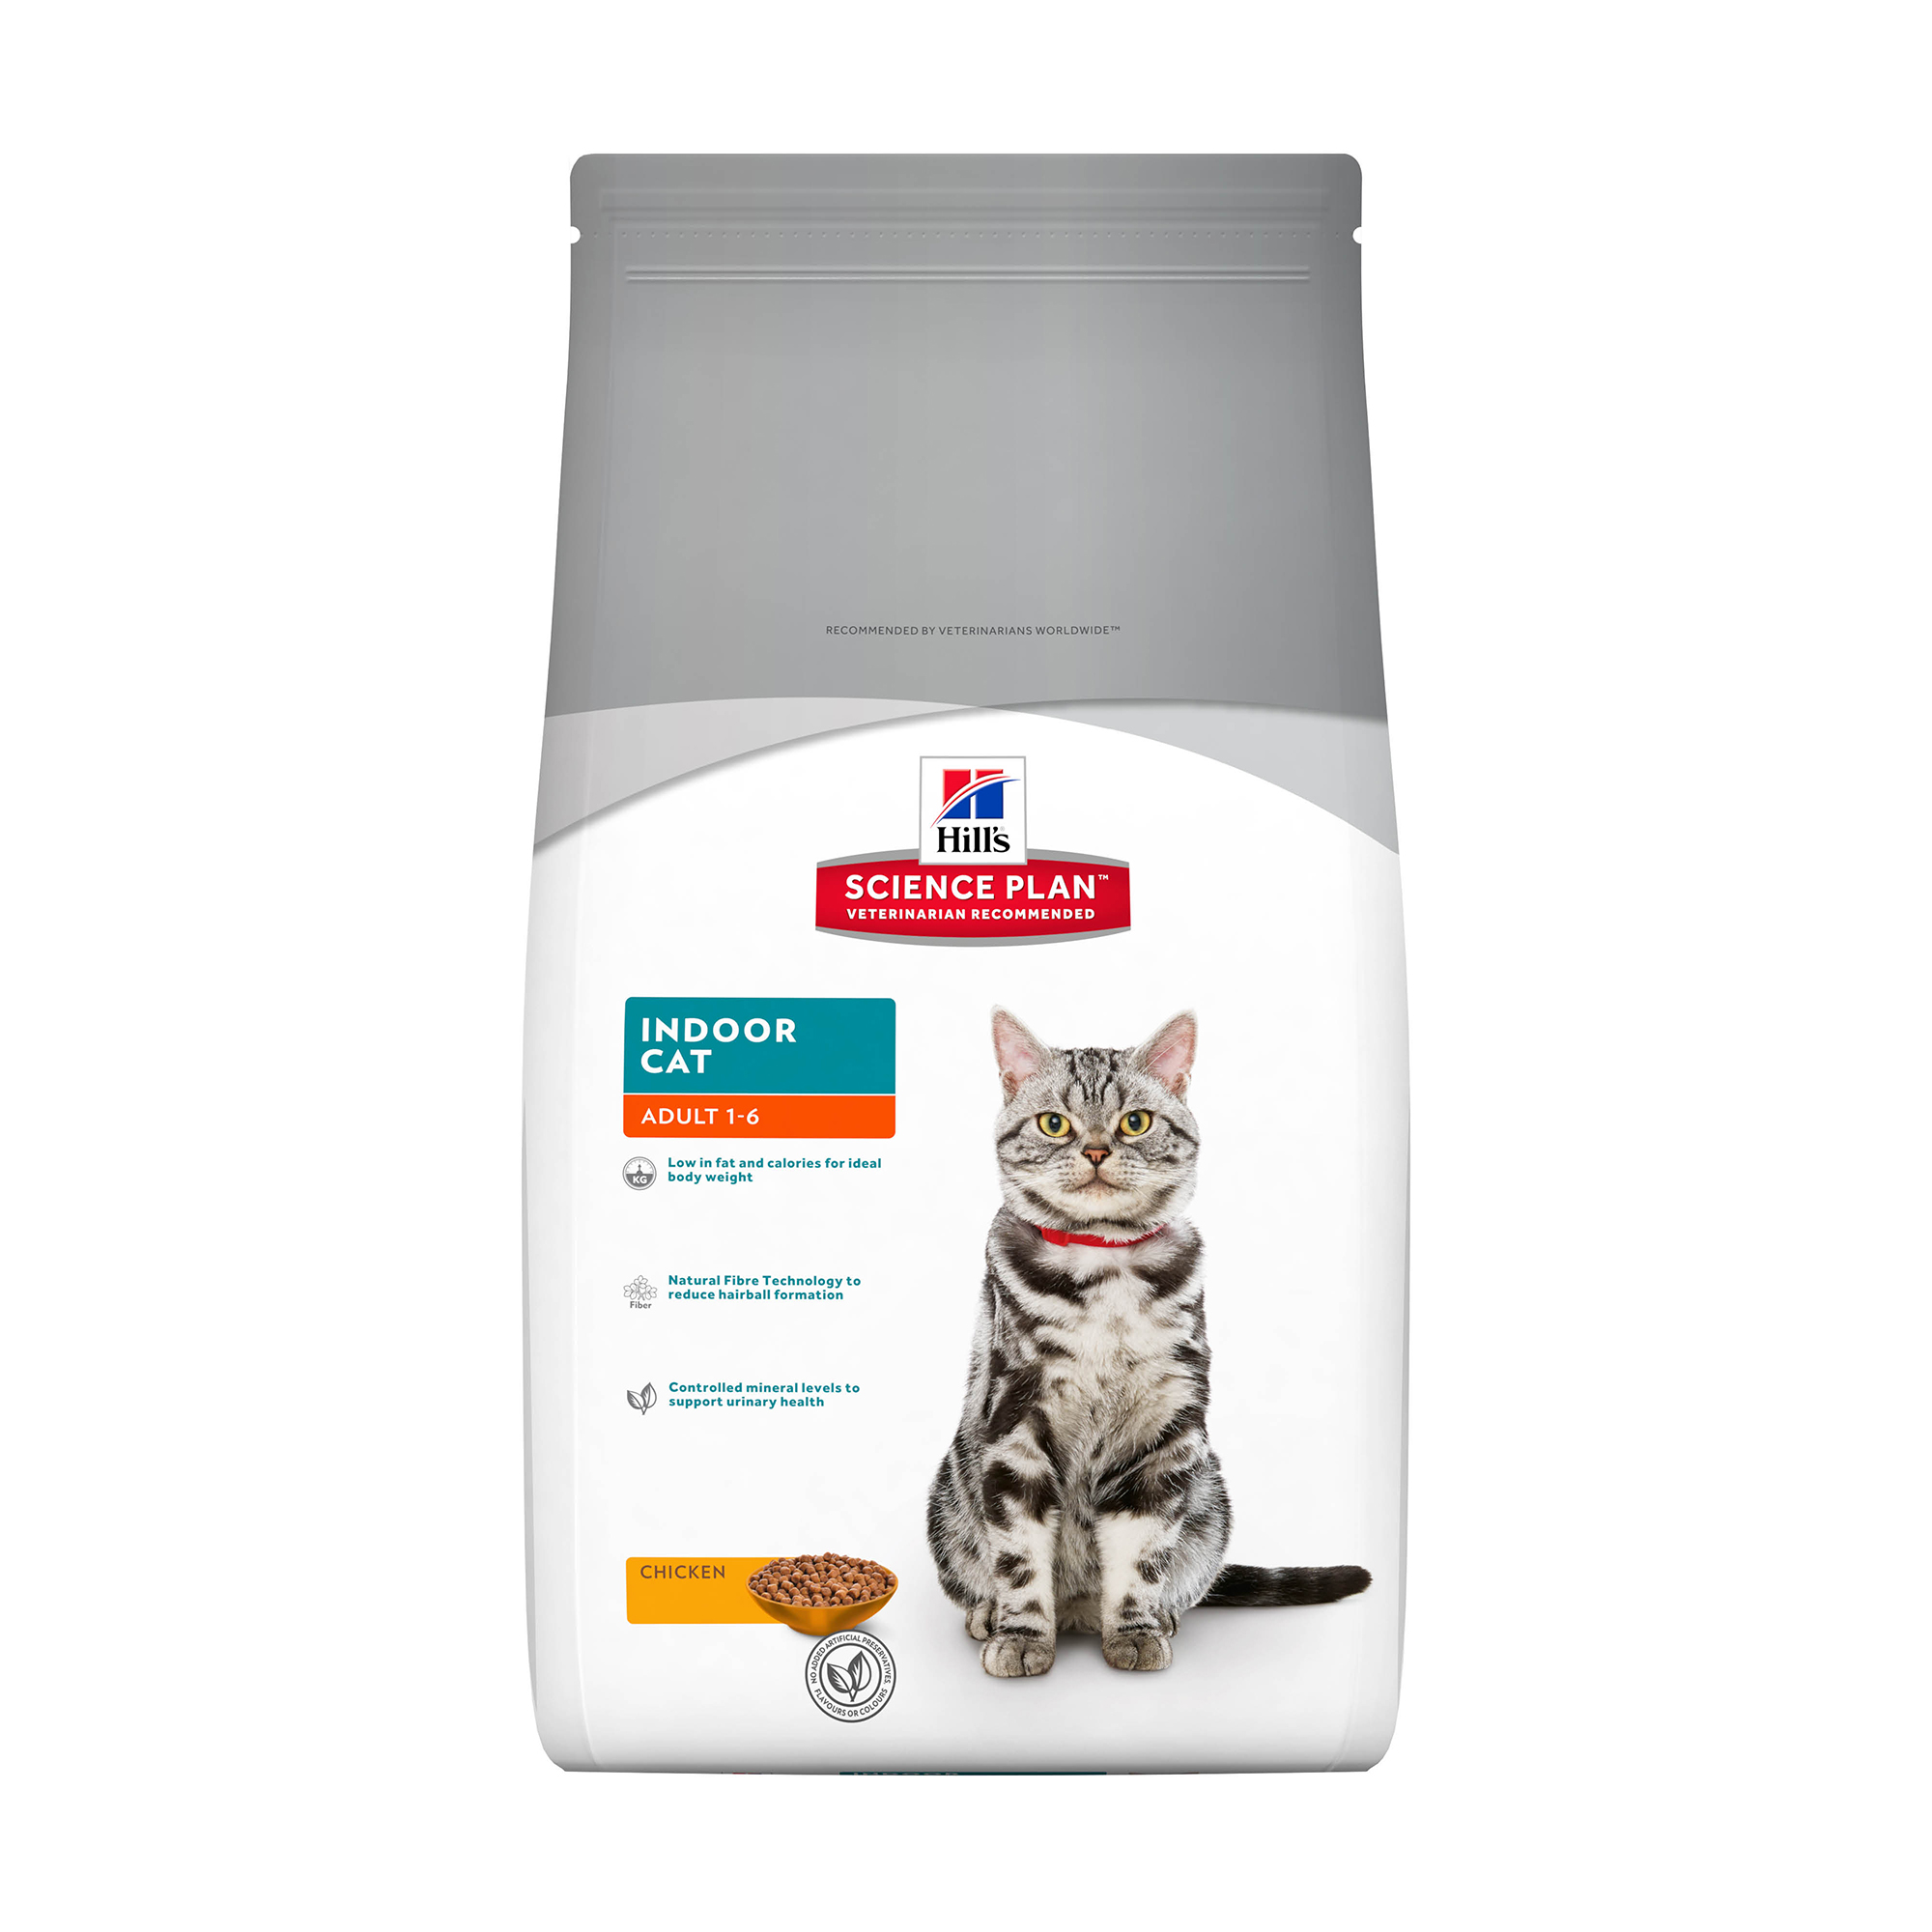 RECOMMENDED BY VETERINARIANS WORLDWIDE™
Hill's
SCIENCE PLAN™
VETERINARIAN RECOMMENDED
INDOOR
CAT
ADULT 1-6
KG
Low in fat and calories for ideal
body weight
Fiber
Natural Fibre Technology to
reduce hairball formation
Controlled mineral levels to
support urinary health
CHICKEN
NO ADDED ARTIFICIAL PRESERVATIVES,
FLAVOURS OR COLOURS